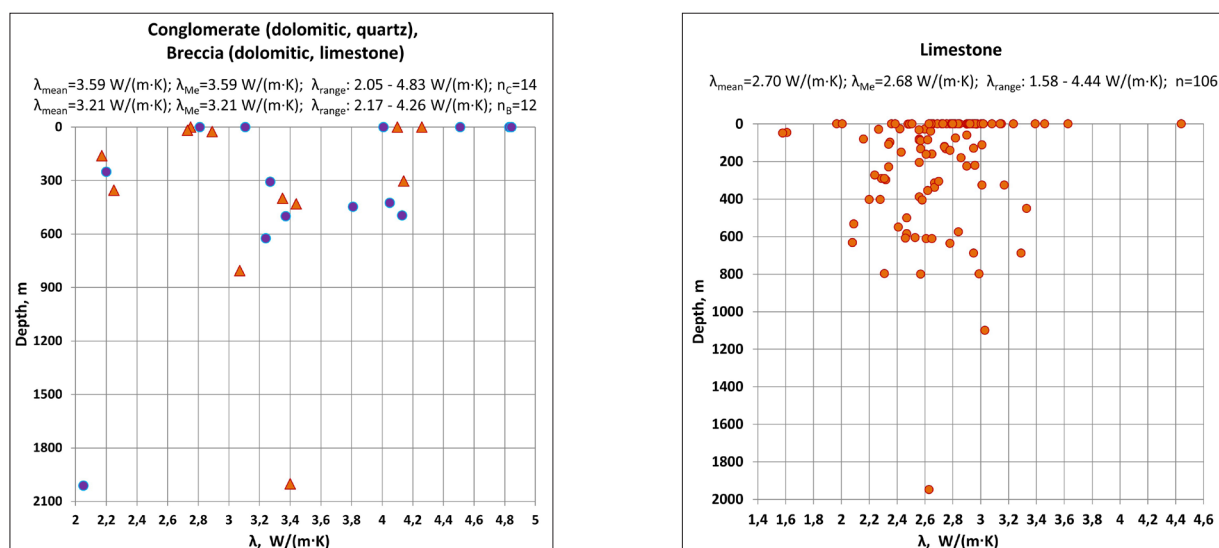 Conglomerate (dolomitic, quartz),
Breccia (dolomitic, limestone)
λmean=3.59 W/(m·K); λMe=3.59 W/(m·K); λrange: 2.05 - 4.83 W/(m·K); nC=14
λmean=3.21 W/(m·K); λMe=3.21 W/(m·K); λrange: 2.17 - 4.26 W/(m·K); nB=12
0
300
600
900
1200
1500
1800
2100
Depth, m
2 2,2 2,4 2,6 2,8 3 3,2 3,4 3,6 3,8 4 4,2 4,4 4,6 4,8 5
λ, W/(m·K)
Limestone
λmean=2.70 W/(m·K); λMe=2.68 W/(m·K); λrange: 1.58 - 4.44 W/(m·K); n=106
0
200
400
600
800
1000
1200
1400
1600
1800
2000
Depth, m
1,4 1,6 2 2,2 2,4 2,6 2,8 3 3,2 3,4 3,6 3,8 4 4,2 4,4 4,6
λ, W/(m·K)